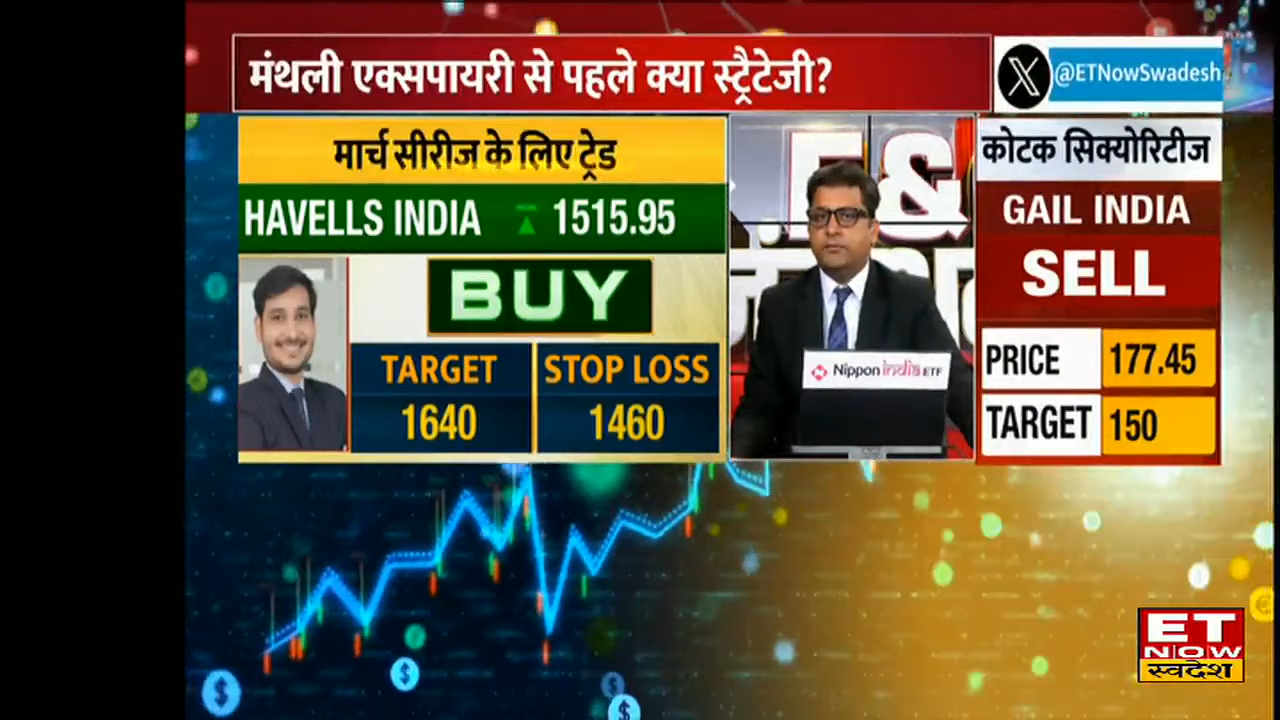 मंथली एक्सपायरी से पहले क्या स्ट्रैटेजी?
@ETNowSwadesh
मार्च सीरीज के लिए ट्रेड
HAVELLS INDIA 1515.95
BUY
TARGET
1640
STOP LOSS
1460
E&
Nippon india ETF
कोटक सिक्योरिटीज
GAIL INDIA
SELL
PRICE 177.45
TARGET 150
ET
NOW
स्वदेश